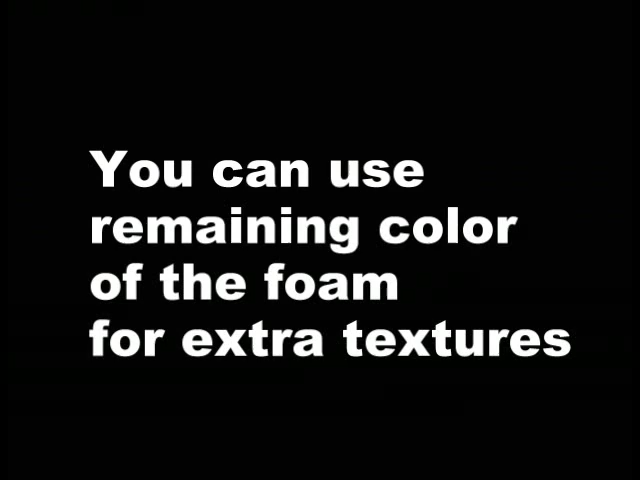 You can use
remaining color
of the foam
for extra textures